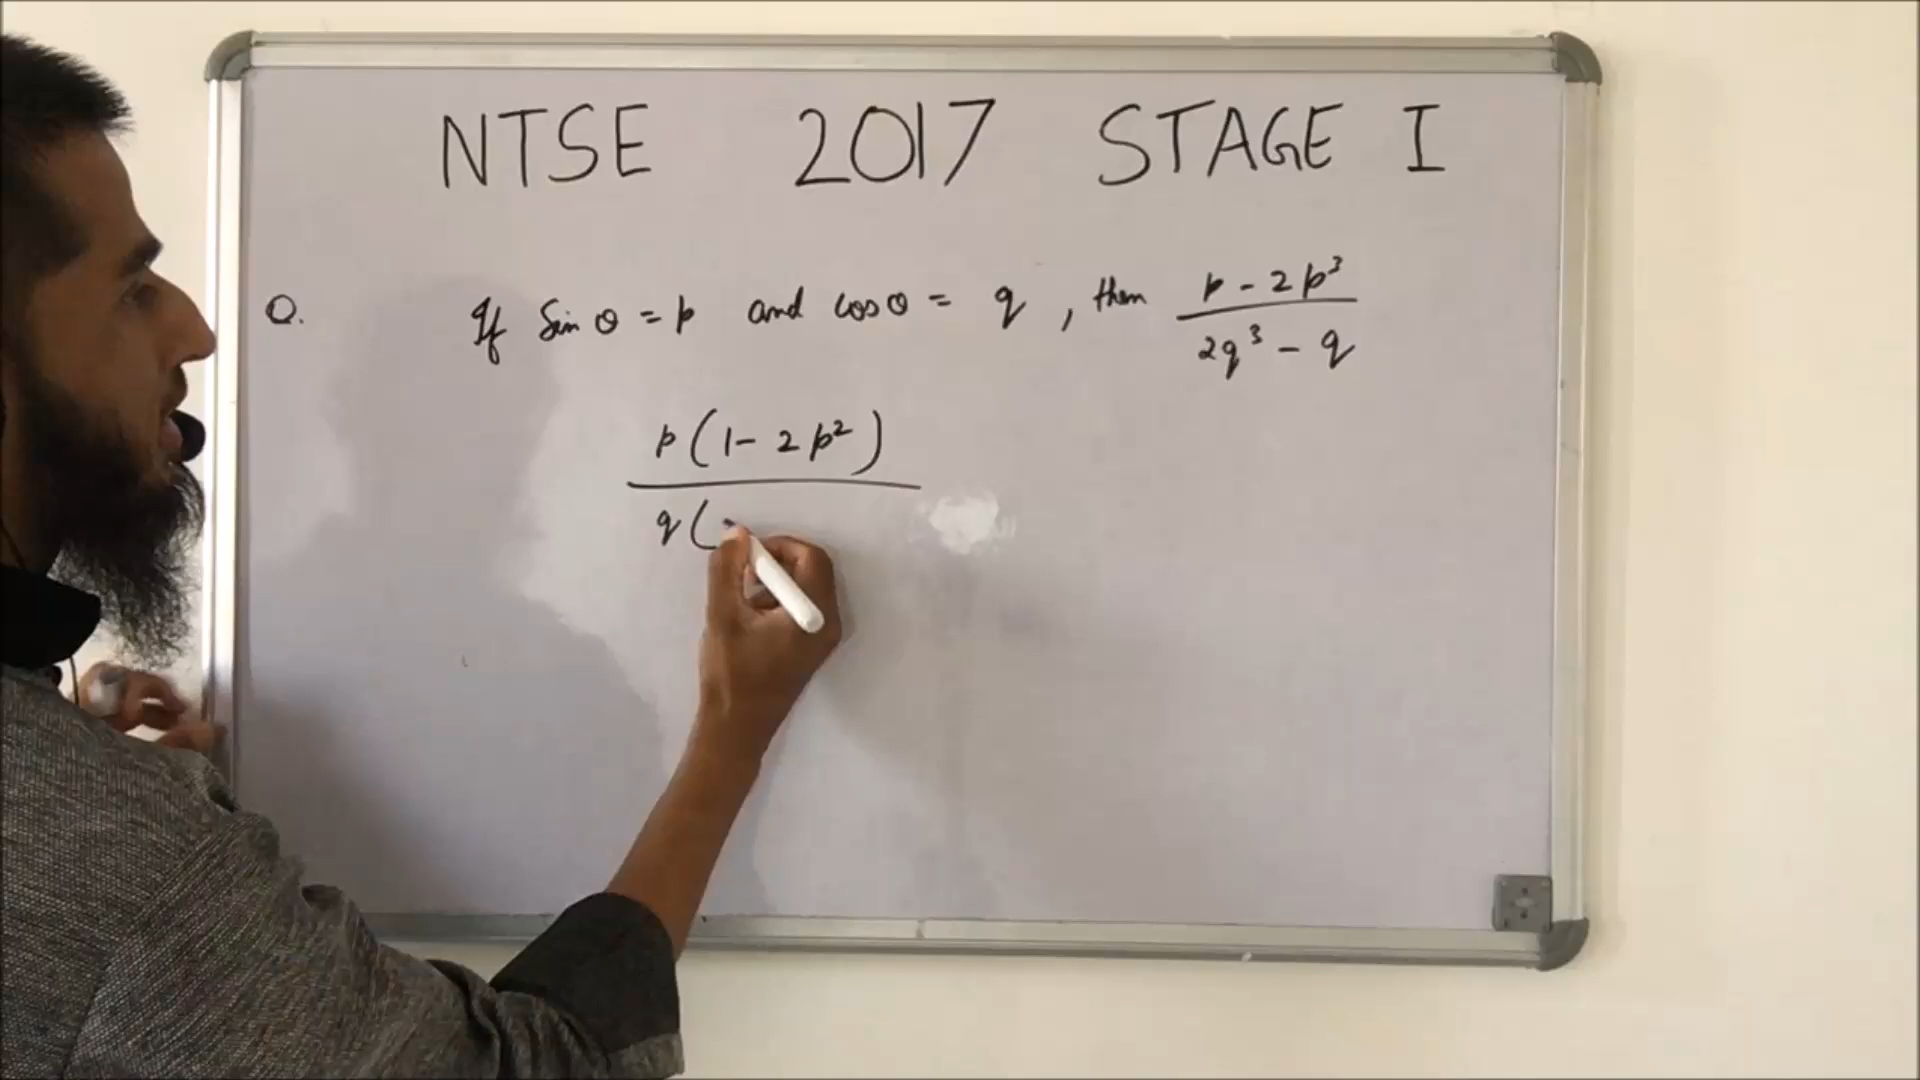 NTSE 2017 STAGE I
Q. If Sin θ = p and cos θ = q , then (p - 2p³)/(2q³ - q)
p(1 - 2p²)
q(